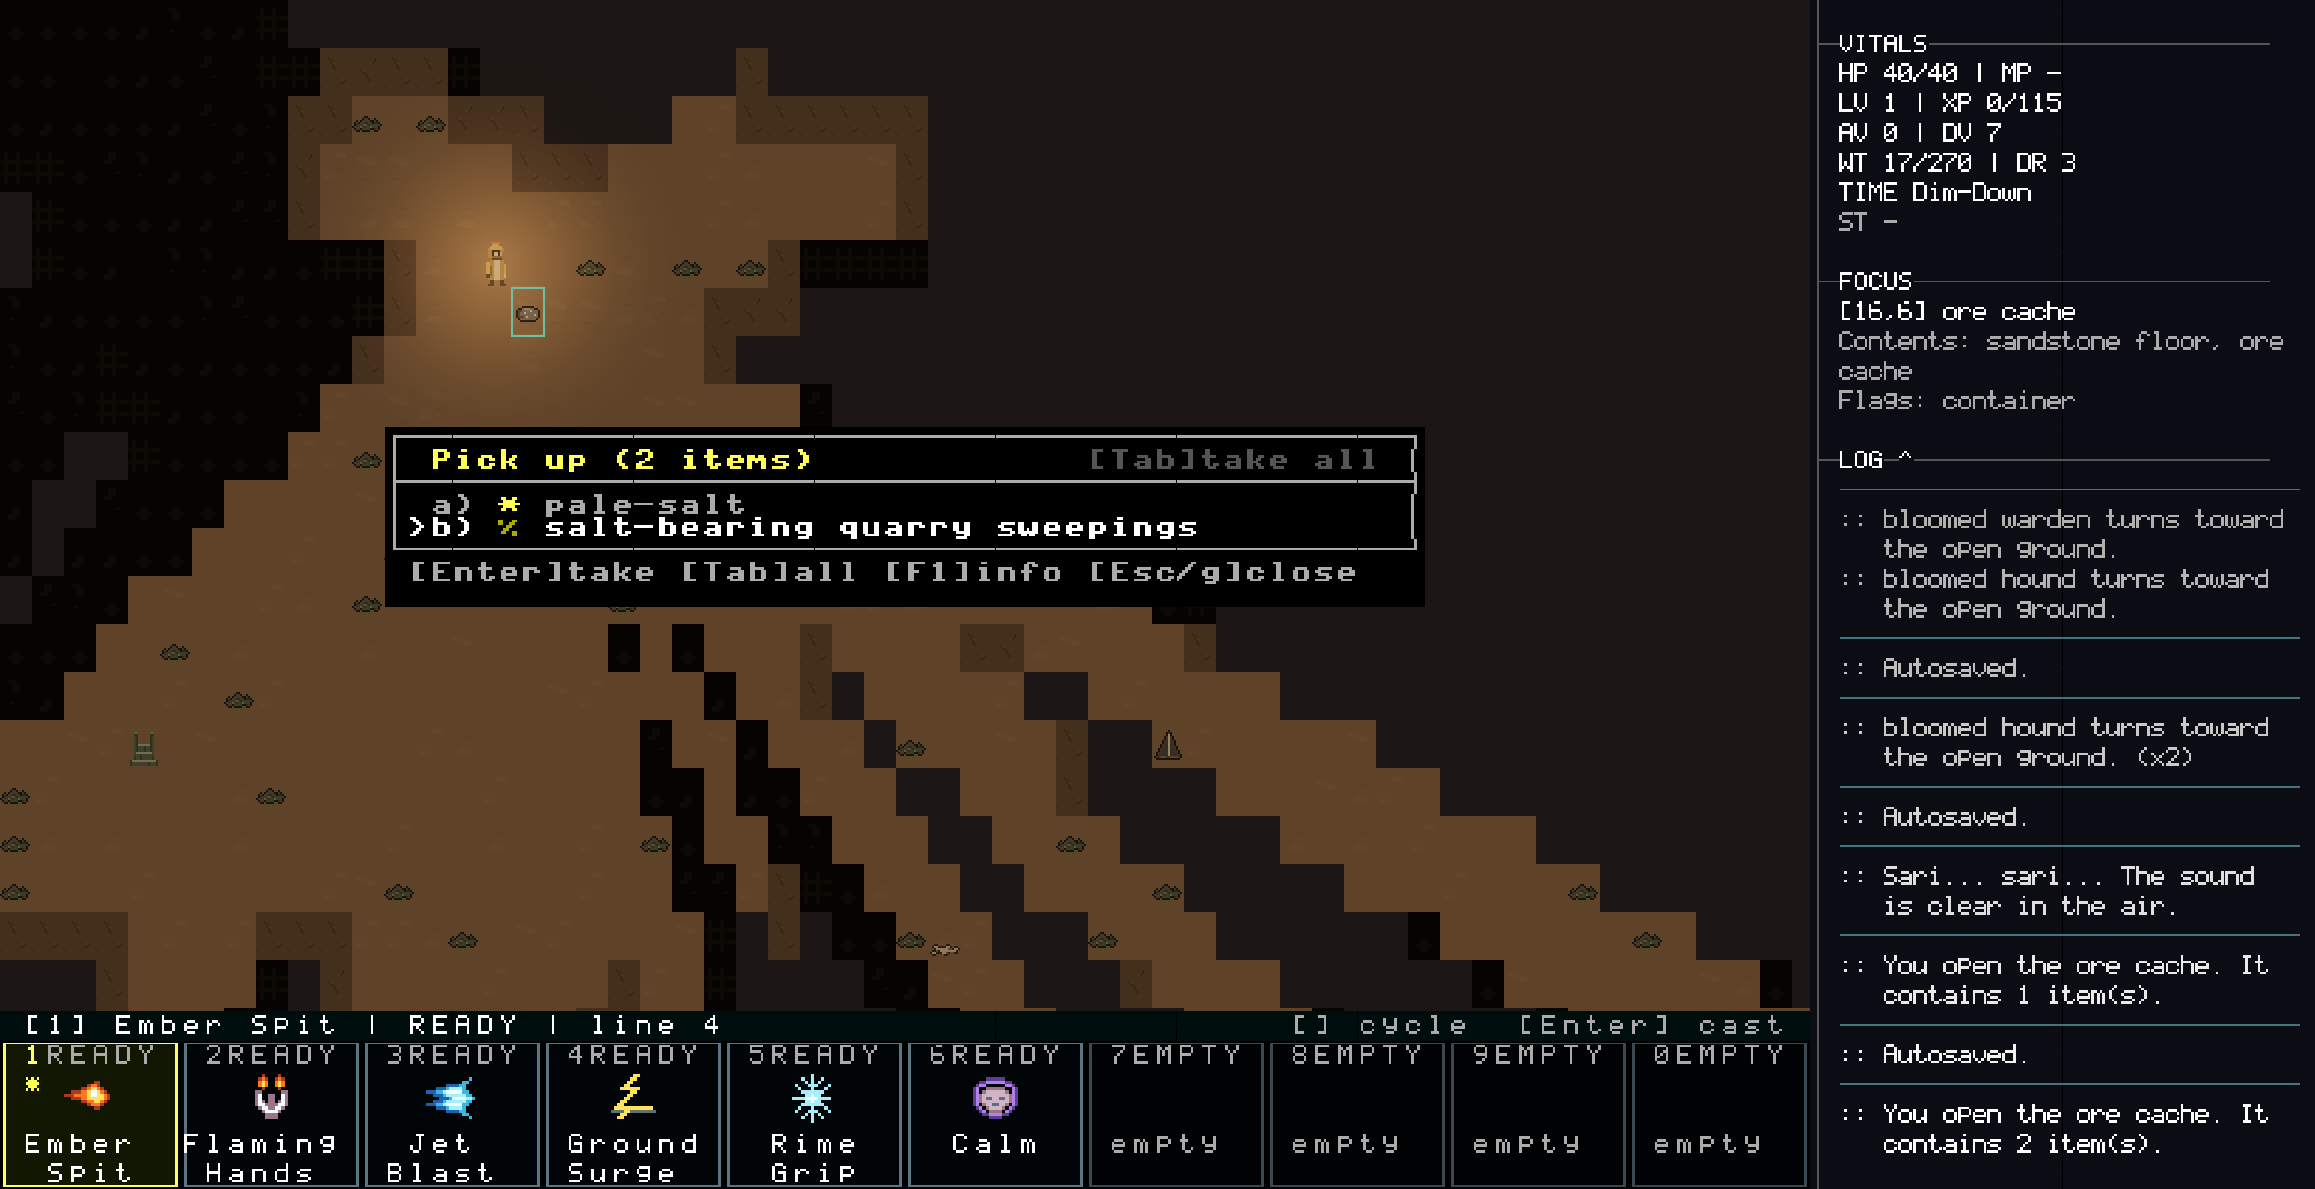 VITALS
HP 40/40 | MP -
LV 1 | XP 0/115
AV 0 | DV 7
WT 17/270 | DR 3
TIME Dim-Down
ST -
FOCUS
[16,6] ore cache
Contents: sandstone floor, ore
cache
Flags: container
LOG ^
:: bloomed warden turns toward
the open ground.
:: bloomed hound turns toward
the open ground.
:: Autosaved.
:: bloomed hound turns toward
the open ground. (x2)
:: Autosaved.
:: Sari... sari... The sound
is clear in the air.
:: You open the ore cache. It
contains 1 item(s).
:: Autosaved.
:: You open the ore cache. It
contains 2 item(s).
Pick up (2 items) [Tab]take all
a) * pale-salt
>b) % salt-bearing quarry sweepings
[Enter]take [Tab]all [F1]info [Esc/g]close
[1] Ember Spit | READY | line 4 [] cycle [Enter] cast
1READY 2READY 3READY 4READY 5READY 6READY 7EMPTY 8EMPTY 9EMPTY 0EMPTY
*
Ember Flaming Jet Ground Rime Calm empty empty empty empty
Spit Hands Blast Surge Grip